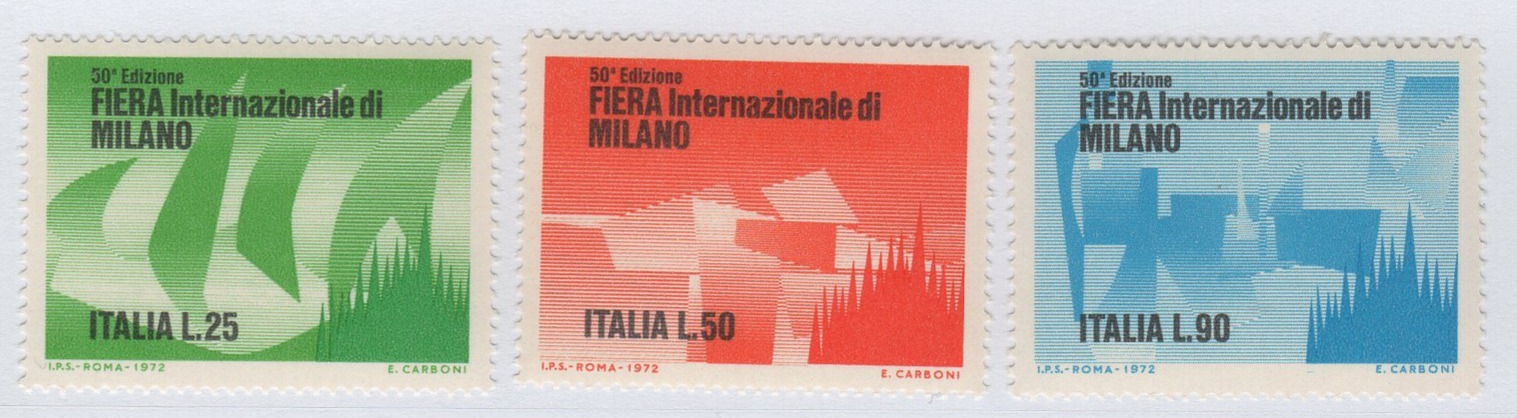 50ª Edizione
FIERA Internazionale di
MILANO
ITALIA L.25
I.P.S.-ROMA-1972
E. CARBONI
50ª Edizione
FIERA Internazionale di
MILANO
ITALIA L.50
I.P.S.-ROMA-1972
E. CARBONI
50ª Edizione
FIERA Internazionale di
MILANO
ITALIA L.90
I.P.S.-ROMA-1972
E. CARBONI